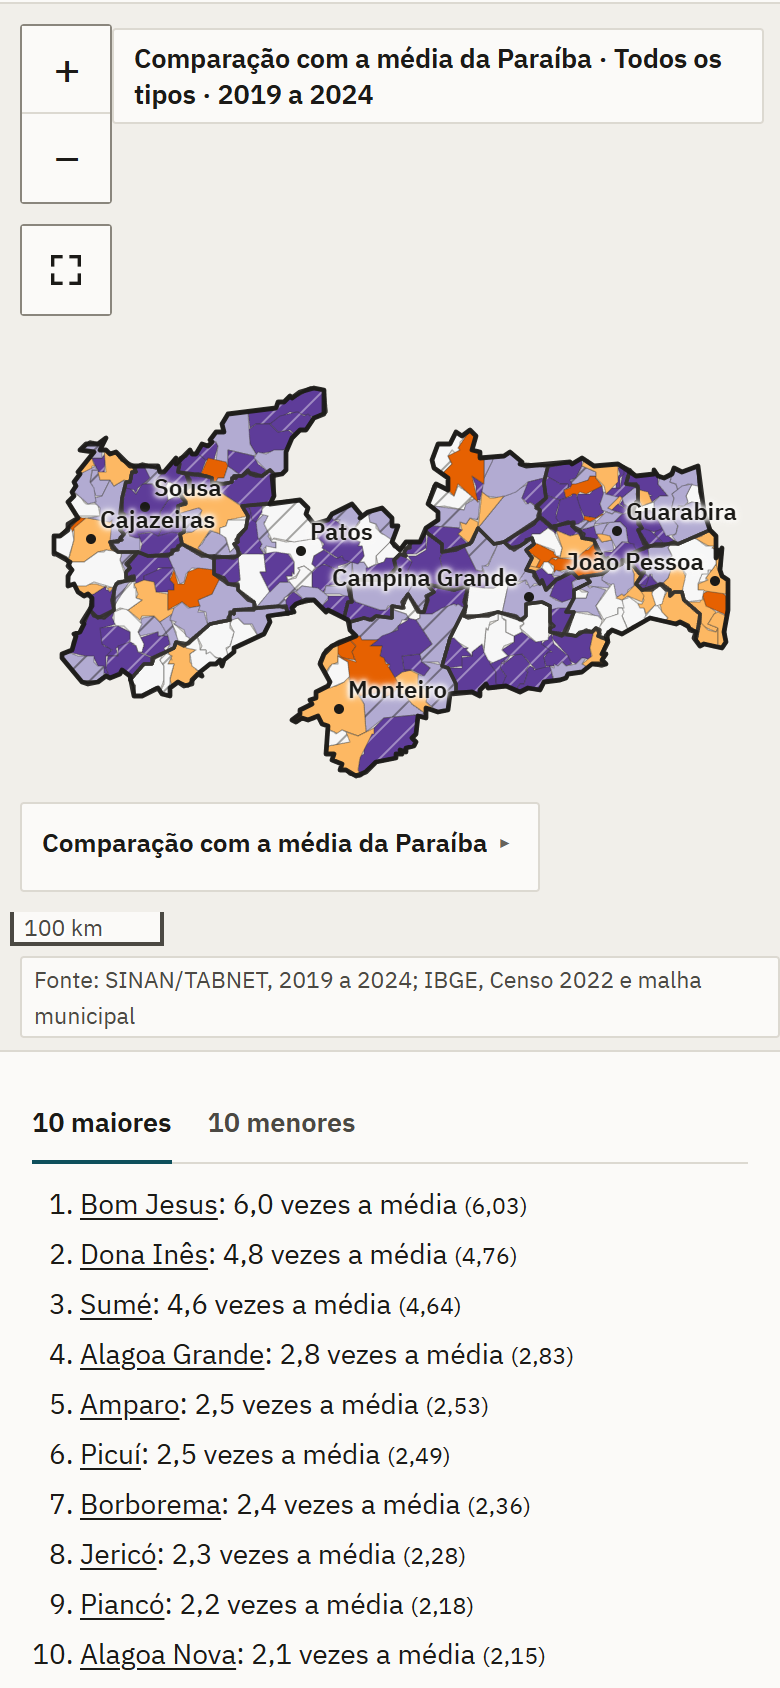 +
Comparação com a média da Paraíba · Todos os
tipos · 2019 a 2024
−
Sousa
Cajazeiras
Patos
Guarabira
João Pessoa
Campina Grande
Monteiro
Comparação com a média da Paraíba ▸
100 km
Fonte: SINAN/TABNET, 2019 a 2024; IBGE, Censo 2022 e malha
municipal
10 maiores 10 menores
1. Bom Jesus: 6,0 vezes a média (6,03)
2. Dona Inês: 4,8 vezes a média (4,76)
3. Sumé: 4,6 vezes a média (4,64)
4. Alagoa Grande: 2,8 vezes a média (2,83)
5. Amparo: 2,5 vezes a média (2,53)
6. Picuí: 2,5 vezes a média (2,49)
7. Borborema: 2,4 vezes a média (2,36)
8. Jericó: 2,3 vezes a média (2,28)
9. Piancó: 2,2 vezes a média (2,18)
10. Alagoa Nova: 2,1 vezes a média (2,15)